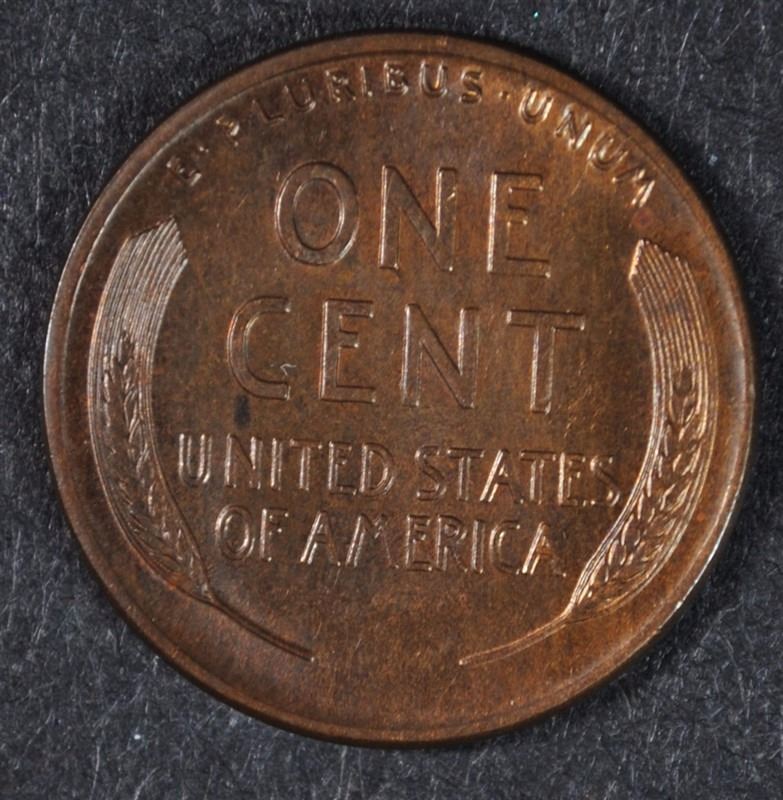 E · PLURIBUS · UNUM
ONE
CENT
UNITED STATES
OF AMERICA